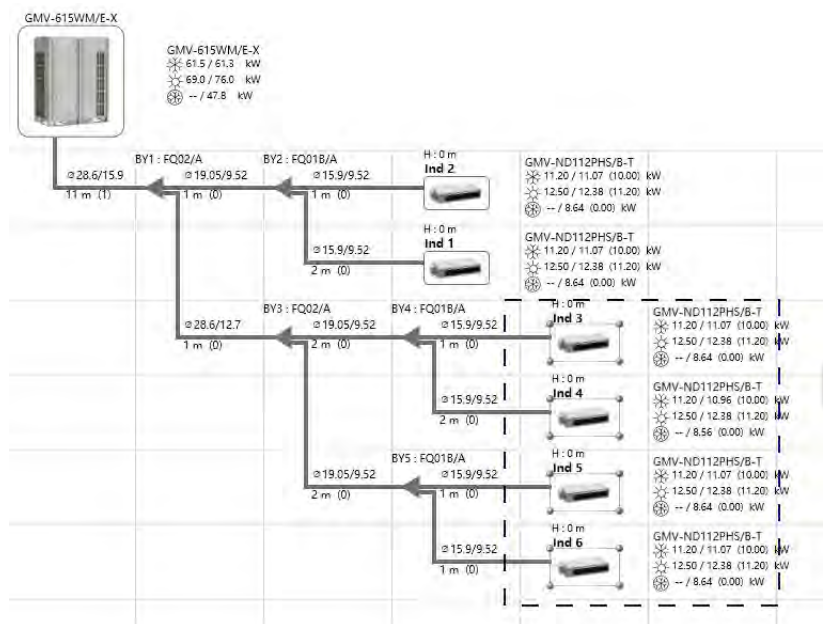 GMV-615WM/E-X
GMV-615WM/E-X
61.5 / 61.3 kW
69.0 / 76.0 kW
-- / 47.8 kW
BY1 : FQ02/A
BY2 : FQ01B/A
H : 0 m
Ind 2
GMV-ND112PHS/B-T
11.20 / 11.07 (10.00) kW
12.50 / 12.38 (11.20) kW
-- / 8.64 (0.00) kW
⌀ 28.6/15.9
11 m (1)
⌀ 19.05/9.52
1 m (0)
⌀ 15.9/9.52
1 m (0)
H : 0 m
Ind 1
GMV-ND112PHS/B-T
11.20 / 11.07 (10.00) kW
12.50 / 12.38 (11.20) kW
-- / 8.64 (0.00) kW
⌀ 15.9/9.52
2 m (0)
BY3 : FQ02/A
BY4 : FQ01B/A
H : 0 m
Ind 3
GMV-ND112PHS/B-T
11.20 / 11.07 (10.00) kW
12.50 / 12.38 (11.20) kW
-- / 8.64 (0.00) kW
⌀ 28.6/12.7
1 m (0)
⌀ 19.05/9.52
2 m (0)
⌀ 15.9/9.52
1 m (0)
H : 0 m
Ind 4
GMV-ND112PHS/B-T
11.20 / 10.96 (10.00) kW
12.50 / 12.38 (11.20) kW
-- / 8.56 (0.00) kW
⌀ 15.9/9.52
2 m (0)
BY5 : FQ01B/A
H : 0 m
Ind 5
GMV-ND112PHS/B-T
11.20 / 11.07 (10.00) kW
12.50 / 12.38 (11.20) kW
-- / 8.64 (0.00) kW
⌀ 19.05/9.52
2 m (0)
⌀ 15.9/9.52
1 m (0)
H : 0 m
Ind 6
GMV-ND112PHS/B-T
11.20 / 11.07 (10.00) kW
12.50 / 12.38 (11.20) kW
-- / 8.64 (0.00) kW
⌀ 15.9/9.52
1 m (0)